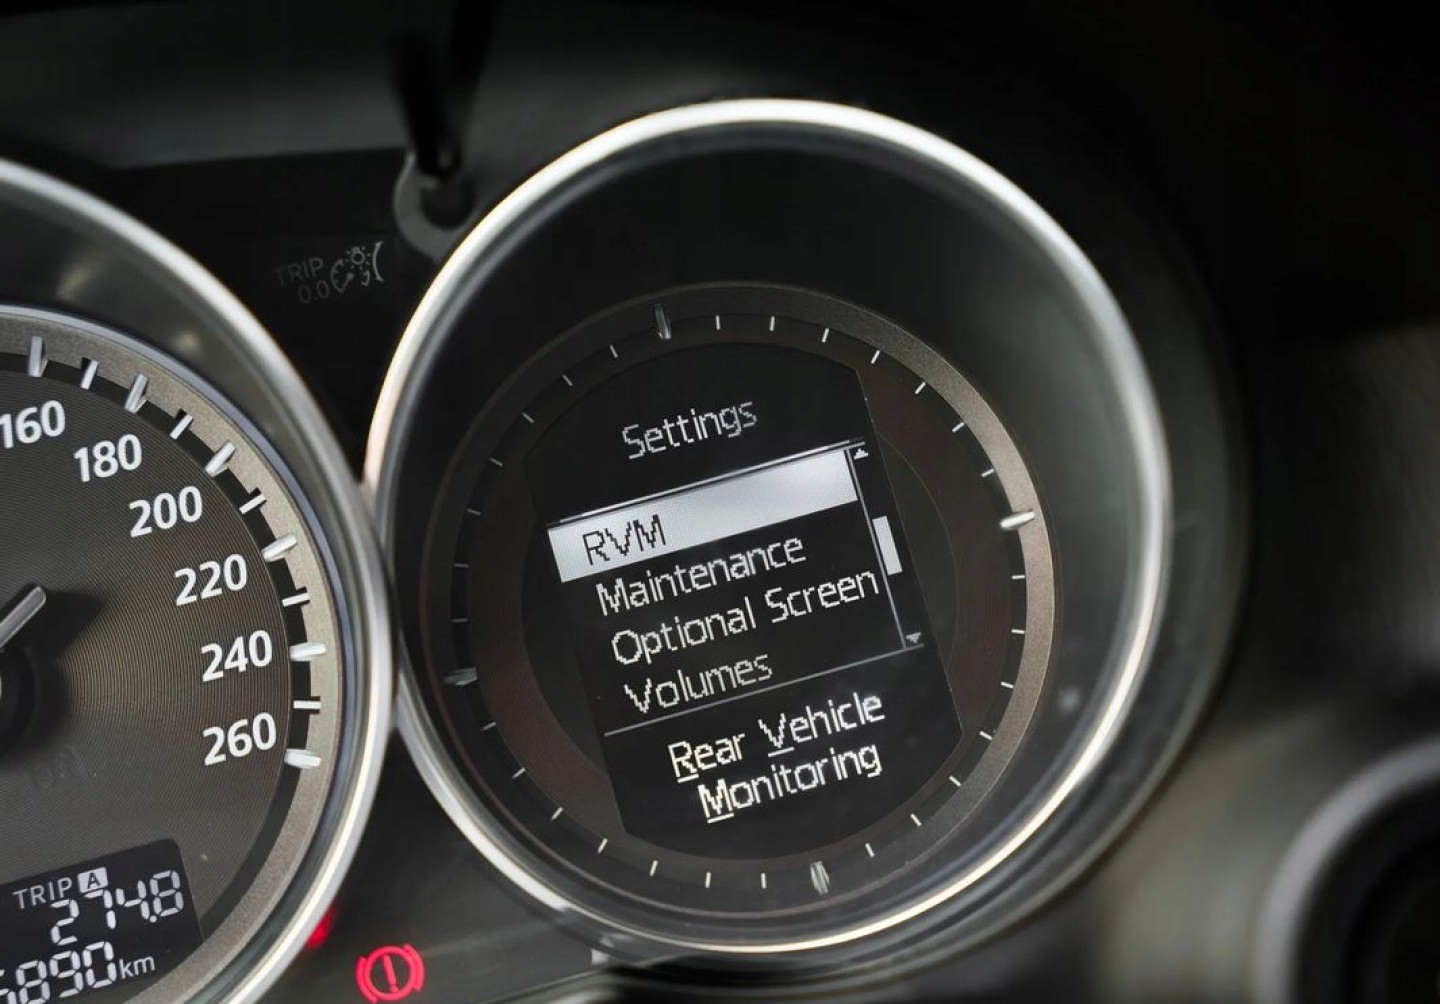 TRIP
0.0
160
180
200
220
240
260
TRIP A
274.8
890km
Settings
RVM
Maintenance
Optional Screen
Volumes
Rear Vehicle
Monitoring